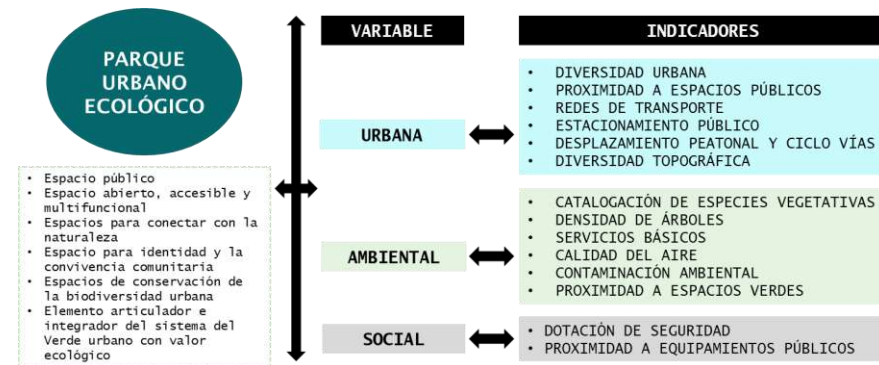 PARQUE
URBANO
ECOLÓGICO
• Espacio público
• Espacio abierto, accesible y
multifuncional
• Espacios para conectar con la
naturaleza
• Espacio para identidad y la
convivencia comunitaria
• Espacios de conservación de
la biodiversidad urbana
• Elemento articulador e
integrador del sistema del
Verde urbano con valor
ecológico
VARIABLE
INDICADORES
URBANA
• DIVERSIDAD URBANA
• PROXIMIDAD A ESPACIOS PÚBLICOS
• REDES DE TRANSPORTE
• ESTACIONAMIENTO PÚBLICO
• DESPLAZAMIENTO PEATONAL Y CICLO VÍAS
• DIVERSIDAD TOPOGRÁFICA
AMBIENTAL
• CATALOGACIÓN DE ESPECIES VEGETATIVAS
• DENSIDAD DE ÁRBOLES
• SERVICIOS BÁSICOS
• CALIDAD DEL AIRE
• CONTAMINACIÓN AMBIENTAL
• PROXIMIDAD A ESPACIOS VERDES
SOCIAL
• DOTACIÓN DE SEGURIDAD
• PROXIMIDAD A EQUIPAMIENTOS PÚBLICOS